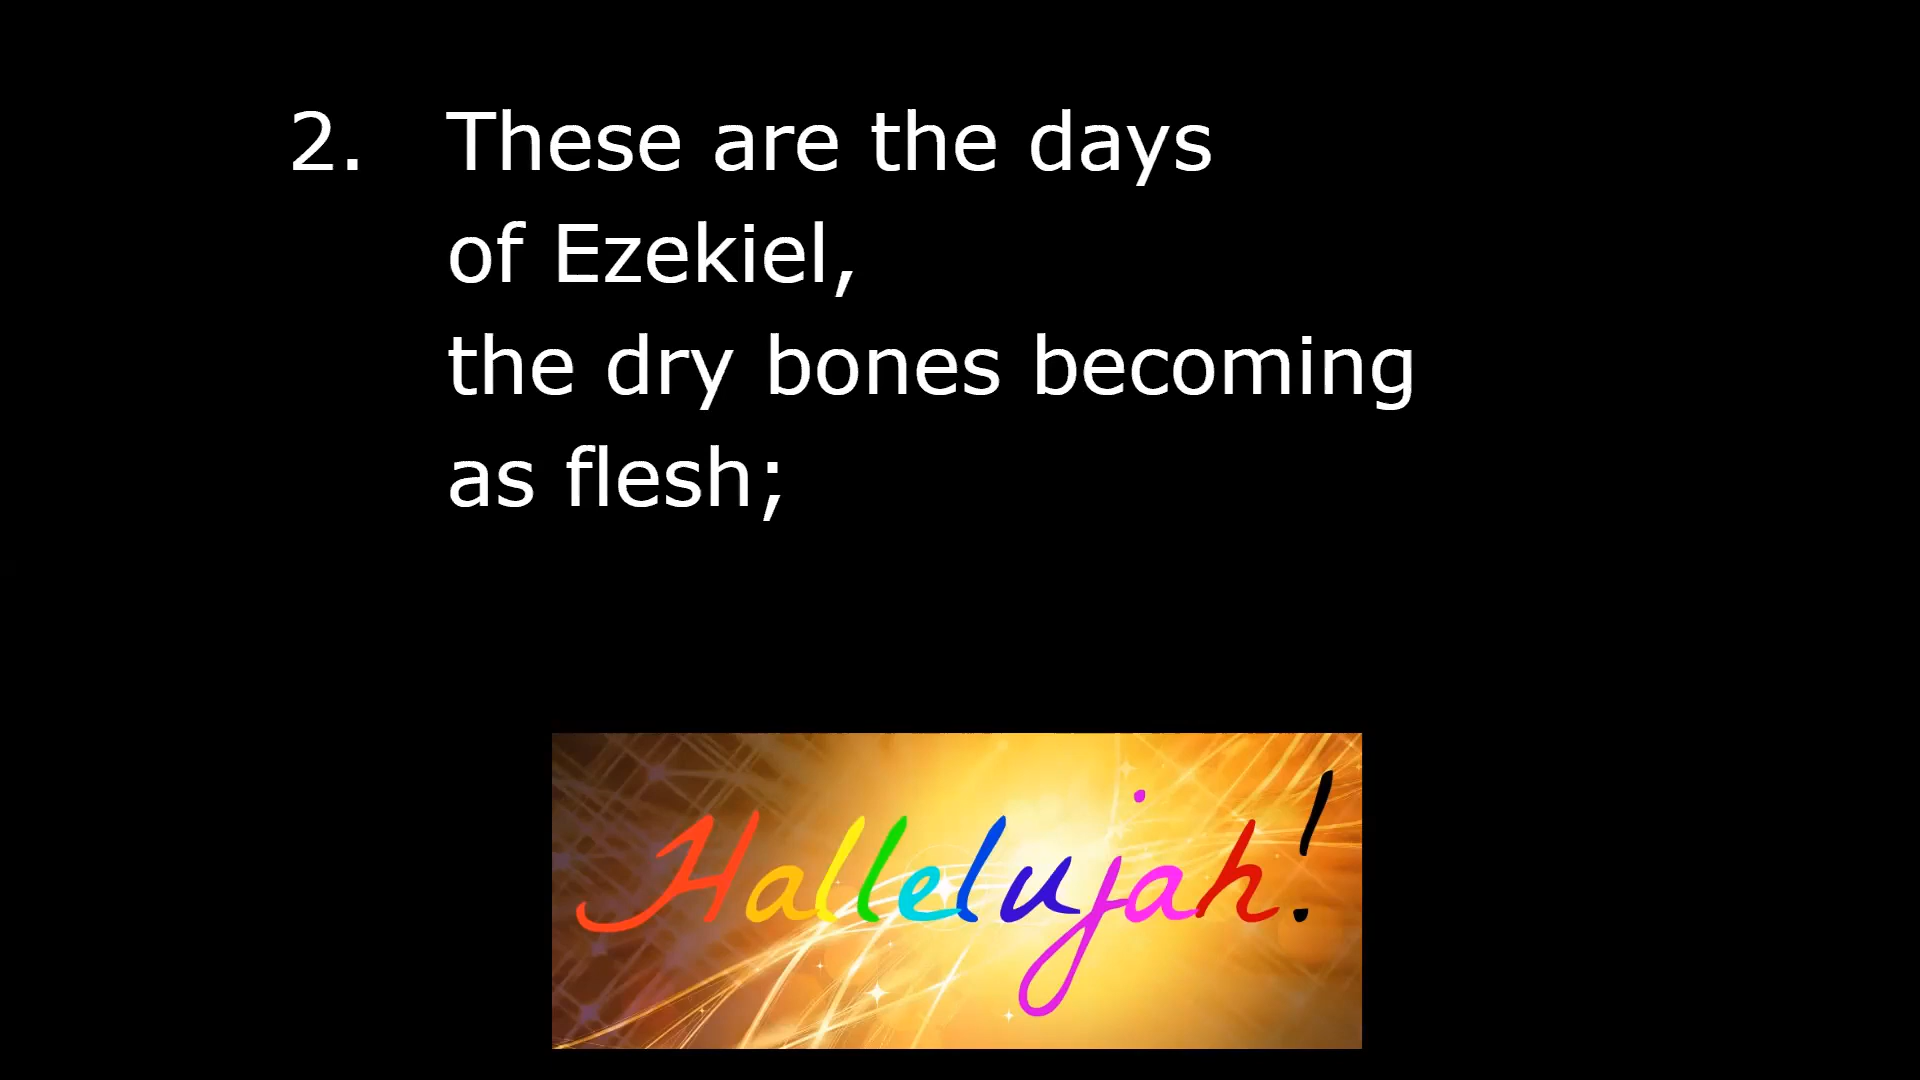 2. These are the days
of Ezekiel,
the dry bones becoming
as flesh;
Hallelujah!